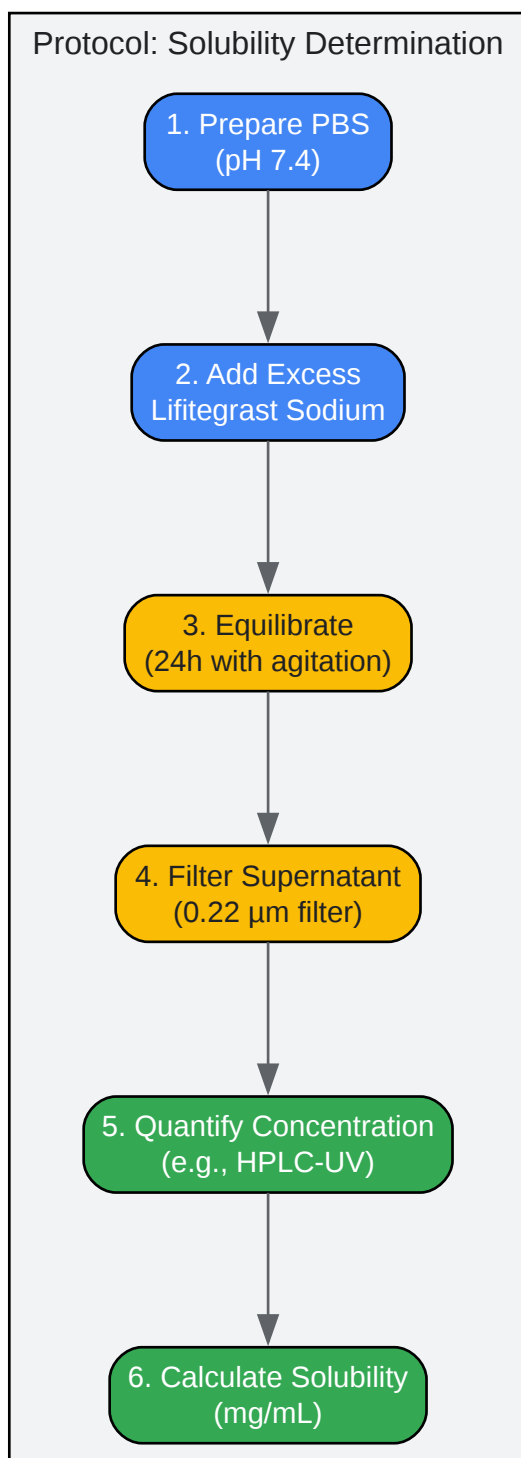 Protocol: Solubility Determination
1. Prepare PBS
(pH 7.4)
2. Add Excess
Lifitegrast Sodium
3. Equilibrate
(24h with agitation)
4. Filter Supernatant
(0.22 µm filter)
5. Quantify Concentration
(e.g., HPLC-UV)
6. Calculate Solubility
(mg/mL)